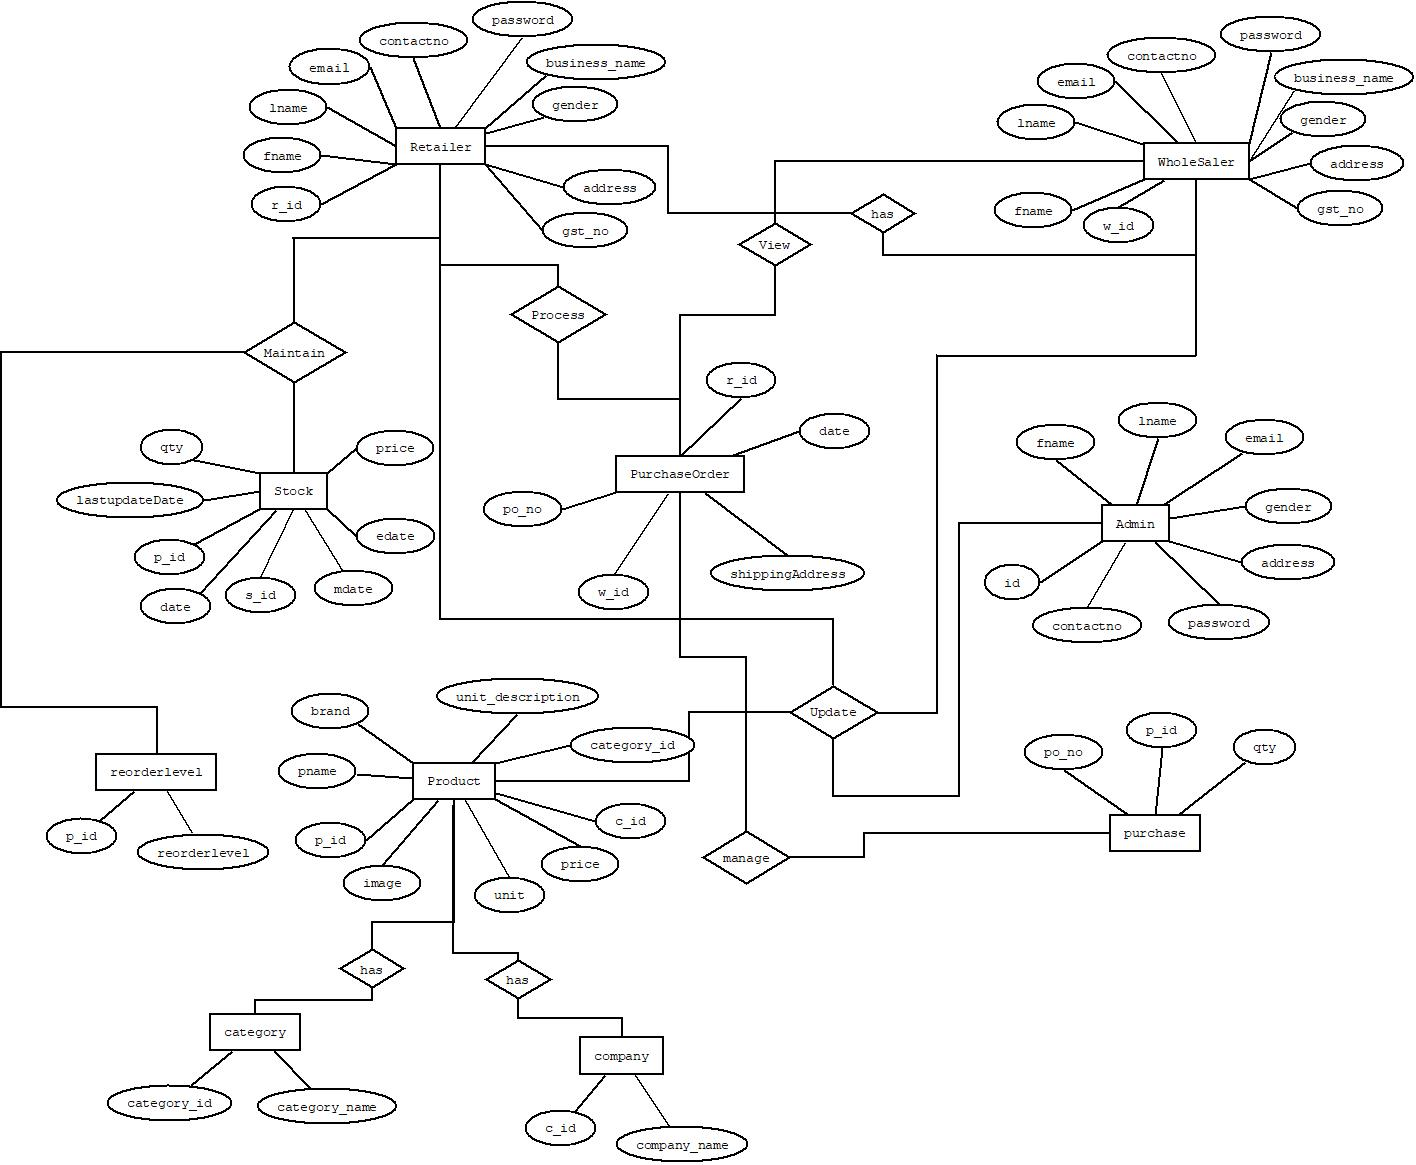 password
contactno
business_name
email
gender
lname
Retailer
fname
address
r_id
gst_no
password
contactno
business_name
email
gender
lname
WholeSaler
address
fname
w_id
gst_no
has
View
Process
Maintain
r_id
date
PurchaseOrder
po_no
w_id
shippingAddress
qty
price
lastupdateDate
Stock
edate
p_id
date
s_id
mdate
lname
fname
email
gender
Admin
address
id
contactno
password
unit_description
brand
category_id
pname
Product
p_id
c_id
image
price
unit
Update
reorderlevel
p_id
reorderlevel
p_id
po_no
qty
purchase
manage
has
has
category
category_id
category_name
company
c_id
company_name